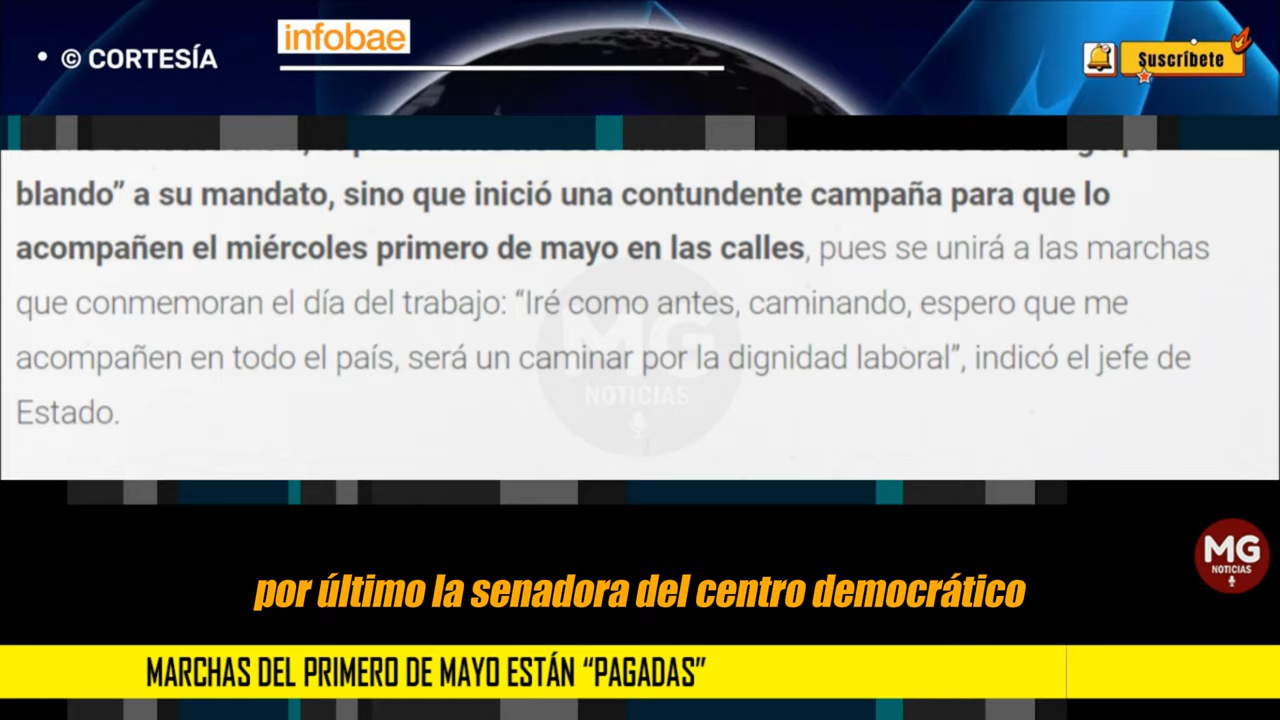 infobae
• © CORTESÍA
Suscríbete
blando” a su mandato, sino que inició una contundente campaña para que lo
acompañen el miércoles primero de mayo en las calles, pues se unirá a las marchas
que conmemoran el día del trabajo: “Iré como antes, caminando, espero que me
acompañen en todo el país, será un caminar por la dignidad laboral”, indicó el jefe de
Estado.
MG
NOTICIAS
MG
NOTICIAS
por último la senadora del centro democrático
MARCHAS DEL PRIMERO DE MAYO ESTÁN “PAGADAS”